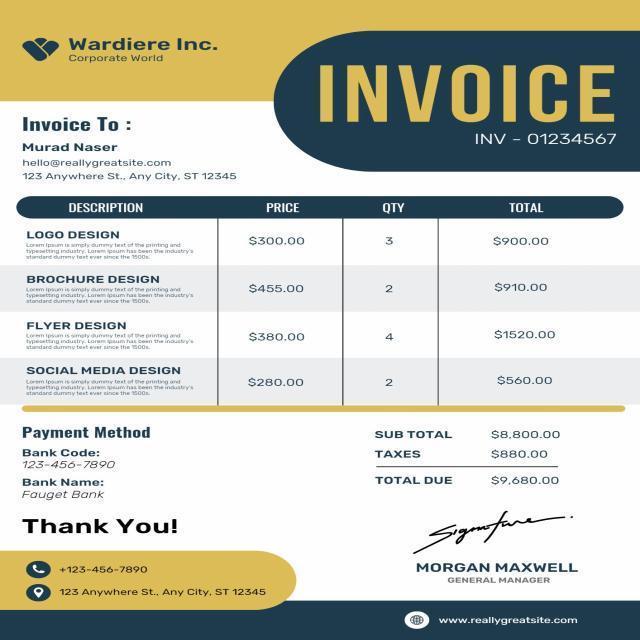 Wardiere Inc.
Corporate World
INVOICE
INV - 01234567
Invoice To :
Murad Naser
hello@reallygreatsite.com
123 Anywhere St., Any City, ST 12345
DESCRIPTION PRICE QTY TOTAL
LOGO DESIGN
Lorem Ipsum is simply dummy text of the printing and
typesetting industry. Lorem Ipsum has been the industry's
standard dummy text ever since the 1500s.
$300.00 3 $900.00
BROCHURE DESIGN
Lorem Ipsum is simply dummy text of the printing and
typesetting industry. Lorem Ipsum has been the industry's
standard dummy text ever since the 1500s.
$455.00 2 $910.00
FLYER DESIGN
Lorem Ipsum is simply dummy text of the printing and
typesetting industry. Lorem Ipsum has been the industry's
standard dummy text ever since the 1500s.
$380.00 4 $1520.00
SOCIAL MEDIA DESIGN
Lorem Ipsum is simply dummy text of the printing and
typesetting industry. Lorem Ipsum has been the industry's
standard dummy text ever since the 1500s.
$280.00 2 $560.00
Payment Method
Bank Code:
123-456-7890
Bank Name:
Fauget Bank
SUB TOTAL $8,800.00
TAXES $880.00
TOTAL DUE $9,680.00
Thank You!
Signature
MORGAN MAXWELL
GENERAL MANAGER
+123-456-7890
123 Anywhere St., Any City, ST 12345
www.reallygreatsite.com